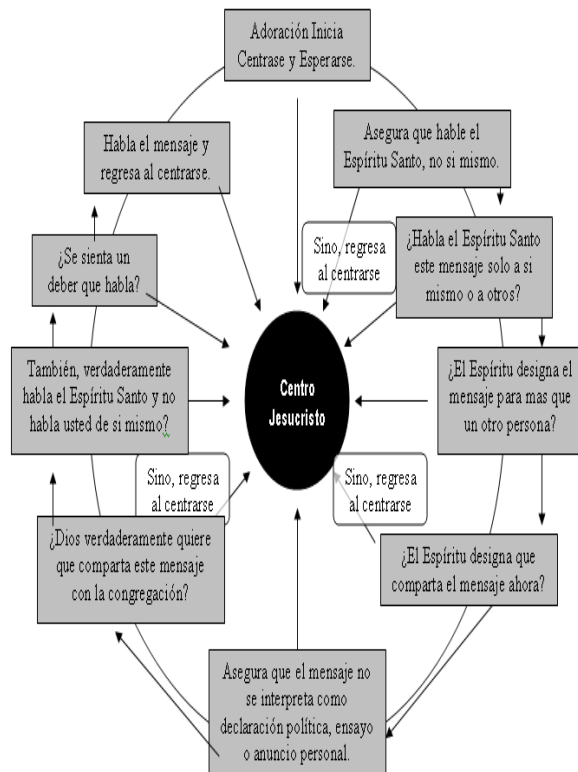 Adoración Inicia
Centrase y Esperarse.
Asegura que hable el
Espíritu Santo, no si mismo.
Sino, regresa
al centrarse
¿Habla el Espíritu Santo
este mensaje solo a si
mismo o a otros?
¿El Espíritu designa el
mensaje para mas que
un otro persona?
Sino, regresa
al centrarse
¿El Espíritu designa que
comparta el mensaje ahora?
Asegura que el mensaje no
se interpreta como
declaración política, ensayo
o anuncio personal.
¿Dios verdaderamente quiere
que comparta este mensaje
con la congregación?
Sino, regresa
al centrarse
También, verdaderamente
habla el Espíritu Santo y no
habla usted de si mismo?
¿Se sienta un
deber que habla?
Habla el mensaje y
regresa al centrarse.
Centro
Jesucristo